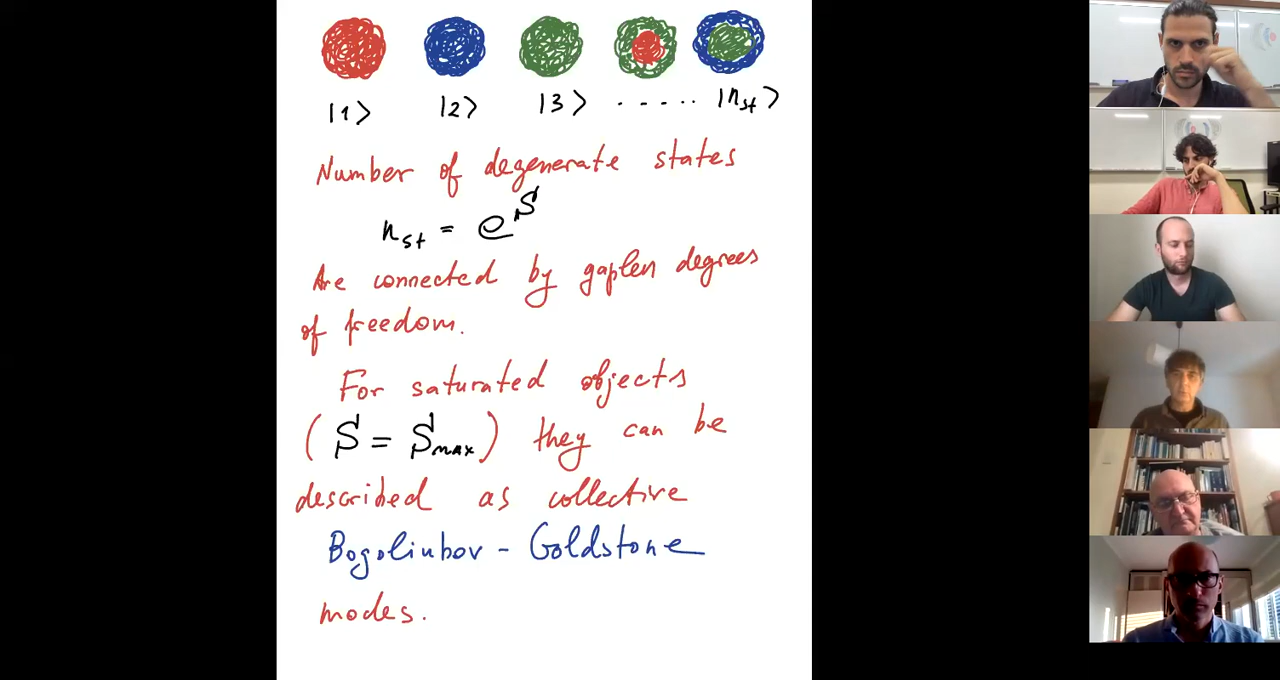 |1⟩ |2⟩ |3⟩ ..... |n_st⟩
Number of degenerate states
n_st = e^S
Are connected by gapless degrees
of freedom.
For saturated objects
( S = S_max ) they can be
described as collective
Bogoliubov - Goldstone
modes.